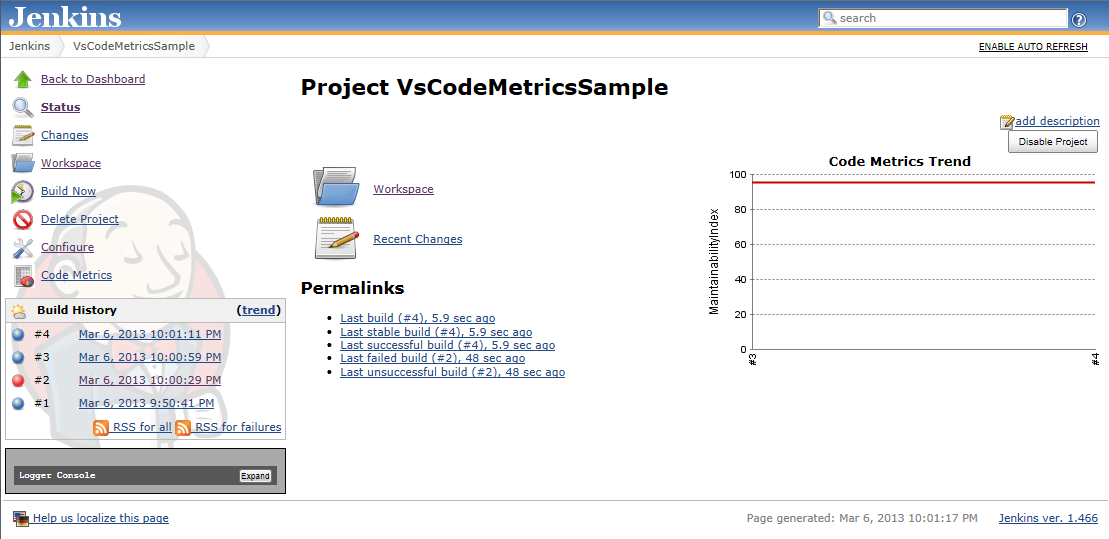 Jenkins
search
Jenkins VsCodeMetricsSample
ENABLE AUTO REFRESH
Back to Dashboard
Status
Changes
Workspace
Build Now
Delete Project
Configure
Code Metrics
Build History (trend)
#4 Mar 6, 2013 10:01:11 PM
#3 Mar 6, 2013 10:00:59 PM
#2 Mar 6, 2013 10:00:29 PM
#1 Mar 6, 2013 9:50:41 PM
RSS for all RSS for failures
Logger Console Expand
Project VsCodeMetricsSample
add description
Disable Project
Workspace
Recent Changes
Permalinks
Last build (#4), 5.9 sec ago
Last stable build (#4), 5.9 sec ago
Last successful build (#4), 5.9 sec ago
Last failed build (#2), 48 sec ago
Last unsuccessful build (#2), 48 sec ago
Code Metrics Trend
MaintainabilityIndex
100
80
60
40
20
0
#3 #4
Help us localize this page
Page generated: Mar 6, 2013 10:01:17 PM Jenkins ver. 1.466